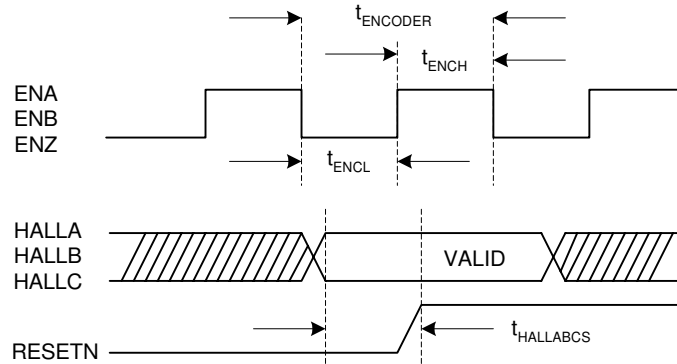 tENCODER
tENCH
ENA
ENB
ENZ
tENCL
HALLA
HALLB
HALLC
VALID
tHALLABCS
RESETN